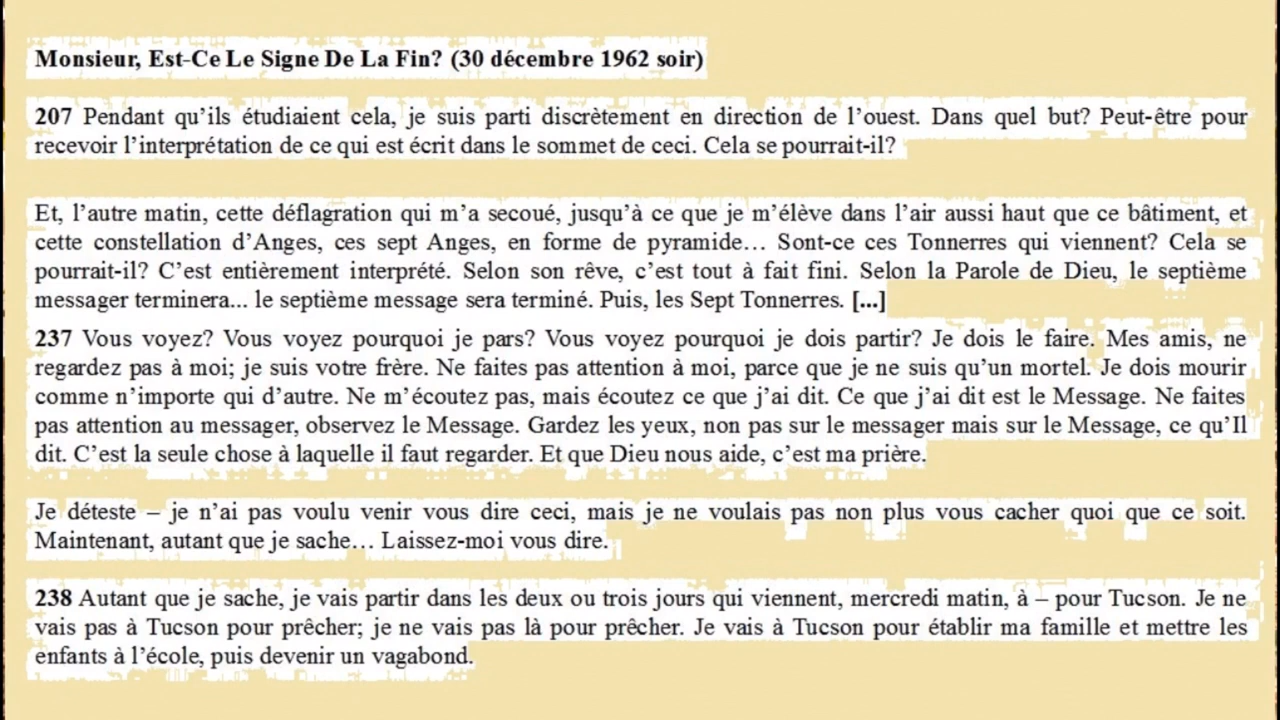 Monsieur, Est-Ce Le Signe De La Fin? (30 décembre 1962 soir)
207 Pendant qu’ils étudiaient cela, je suis parti discrètement en direction de l’ouest. Dans quel but? Peut-être pour
recevoir l’interprétation de ce qui est écrit dans le sommet de ceci. Cela se pourrait-il?
Et, l’autre matin, cette déflagration qui m’a secoué, jusqu’à ce que je m’élève dans l’air aussi haut que ce bâtiment, et
cette constellation d’Anges, ces sept Anges, en forme de pyramide… Sont-ce ces Tonnerres qui viennent? Cela se
pourrait-il? C’est entièrement interprété. Selon son rêve, c’est tout à fait fini. Selon la Parole de Dieu, le septième
messager terminera... le septième message sera terminé. Puis, les Sept Tonnerres. [...]
237 Vous voyez? Vous voyez pourquoi je pars? Vous voyez pourquoi je dois partir? Je dois le faire. Mes amis, ne
regardez pas à moi; je suis votre frère. Ne faites pas attention à moi, parce que je ne suis qu’un mortel. Je dois mourir
comme n’importe qui d’autre. Ne m’écoutez pas, mais écoutez ce que j’ai dit. Ce que j’ai dit est le Message. Ne faites
pas attention au messager, observez le Message. Gardez les yeux, non pas sur le messager mais sur le Message, ce qu’Il
dit. C’est la seule chose à laquelle il faut regarder. Et que Dieu nous aide, c’est ma prière.
Je déteste – je n’ai pas voulu venir vous dire ceci, mais je ne voulais pas non plus vous cacher quoi que ce soit.
Maintenant, autant que je sache… Laissez-moi vous dire.
238 Autant que je sache, je vais partir dans les deux ou trois jours qui viennent, mercredi matin, à – pour Tucson. Je ne
vais pas à Tucson pour prêcher; je ne vais pas là pour prêcher. Je vais à Tucson pour établir ma famille et mettre les
enfants à l’école, puis devenir un vagabond.